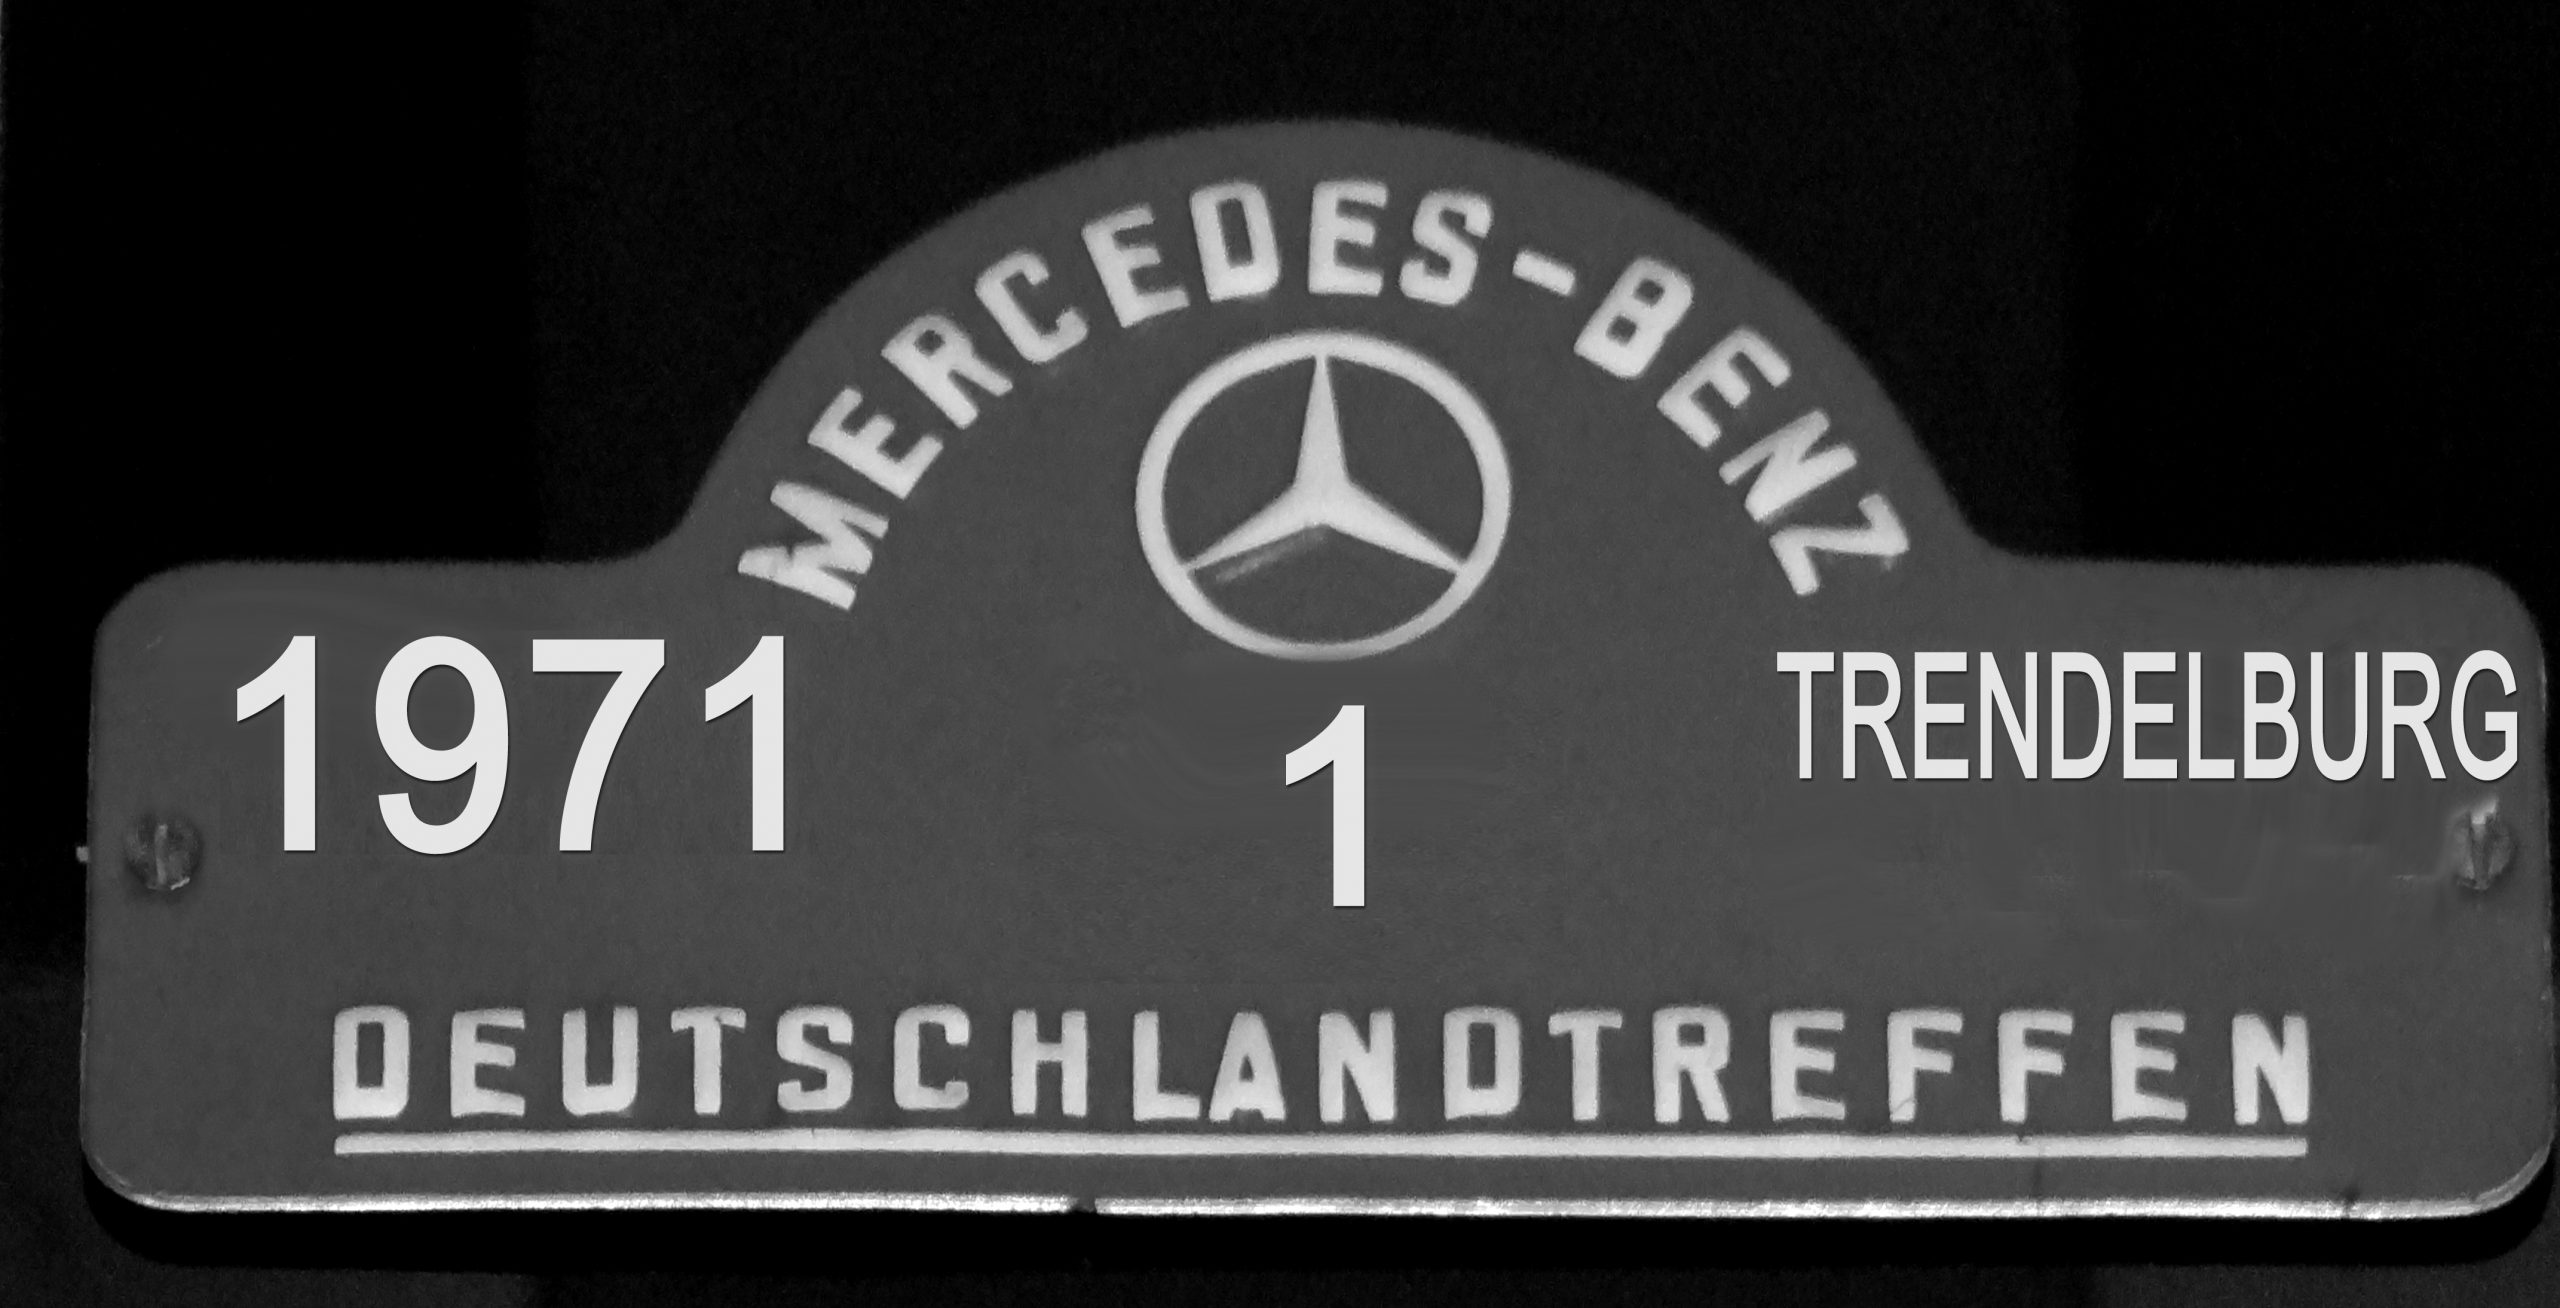 MERCEDES-BENZ
1971
1
TRENDELBURG
DEUTSCHLANDTREFFEN